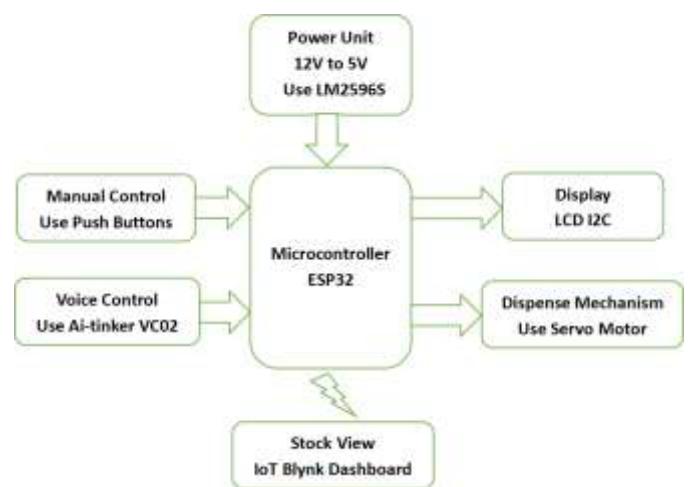 Power Unit
12V to 5V
Use LM2596S
Manual Control
Use Push Buttons
Microcontroller
ESP32
Display
LCD I2C
Voice Control
Use Ai-tinker VC02
Dispense Mechanism
Use Servo Motor
Stock View
IoT Blynk Dashboard